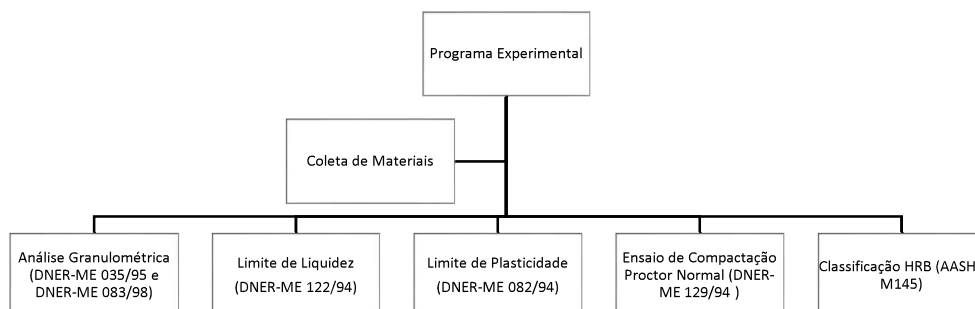 Programa Experimental
Coleta de Materiais
Análise Granulométrica
(DNER-ME 035/95 e
DNER-ME 083/98)
Limite de Liquidez
(DNER-ME 122/94)
Limite de Plasticidade
(DNER-ME 082/94)
Ensaio de Compactação
Proctor Normal (DNER-
ME 129/94 )
Classificação HRB (AASH
M145)